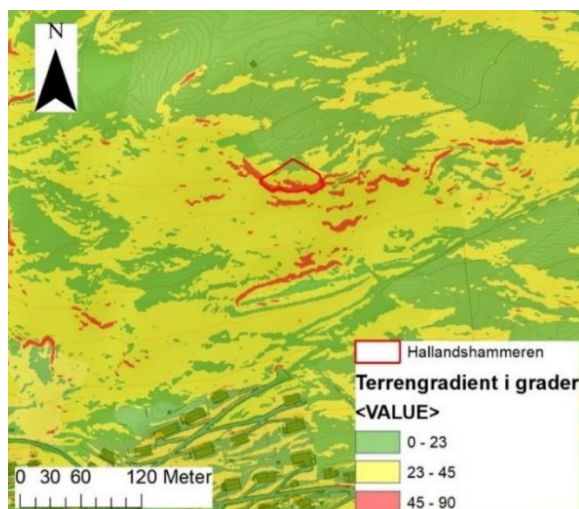 N
Hallandshammeren
Terrengradient i grader
<VALUE>
0 - 23
23 - 45
45 - 90
0 30 60 120 Meter